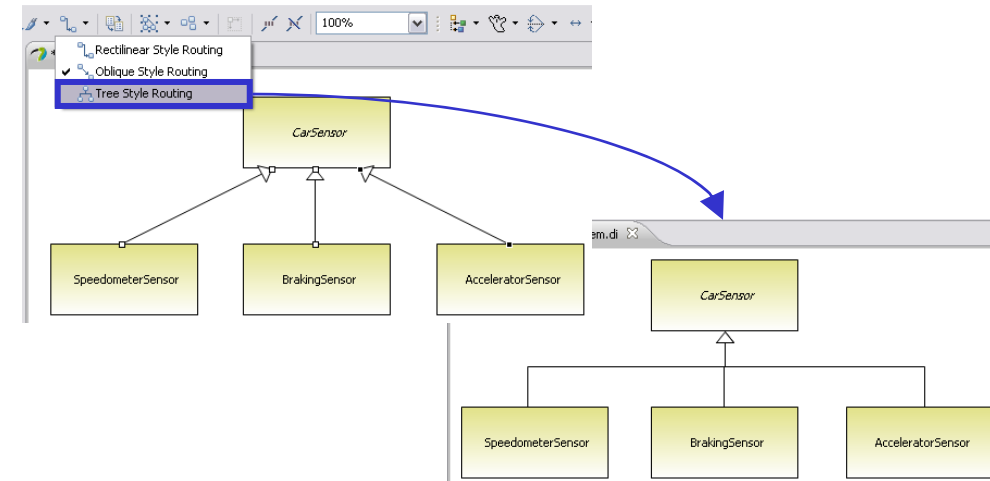 100%
Rectilinear Style Routing
Oblique Style Routing
Tree Style Routing
CarSensor
SpeedometerSensor
BrakingSensor
AcceleratorSensor
em.di
CarSensor
SpeedometerSensor
BrakingSensor
AcceleratorSensor